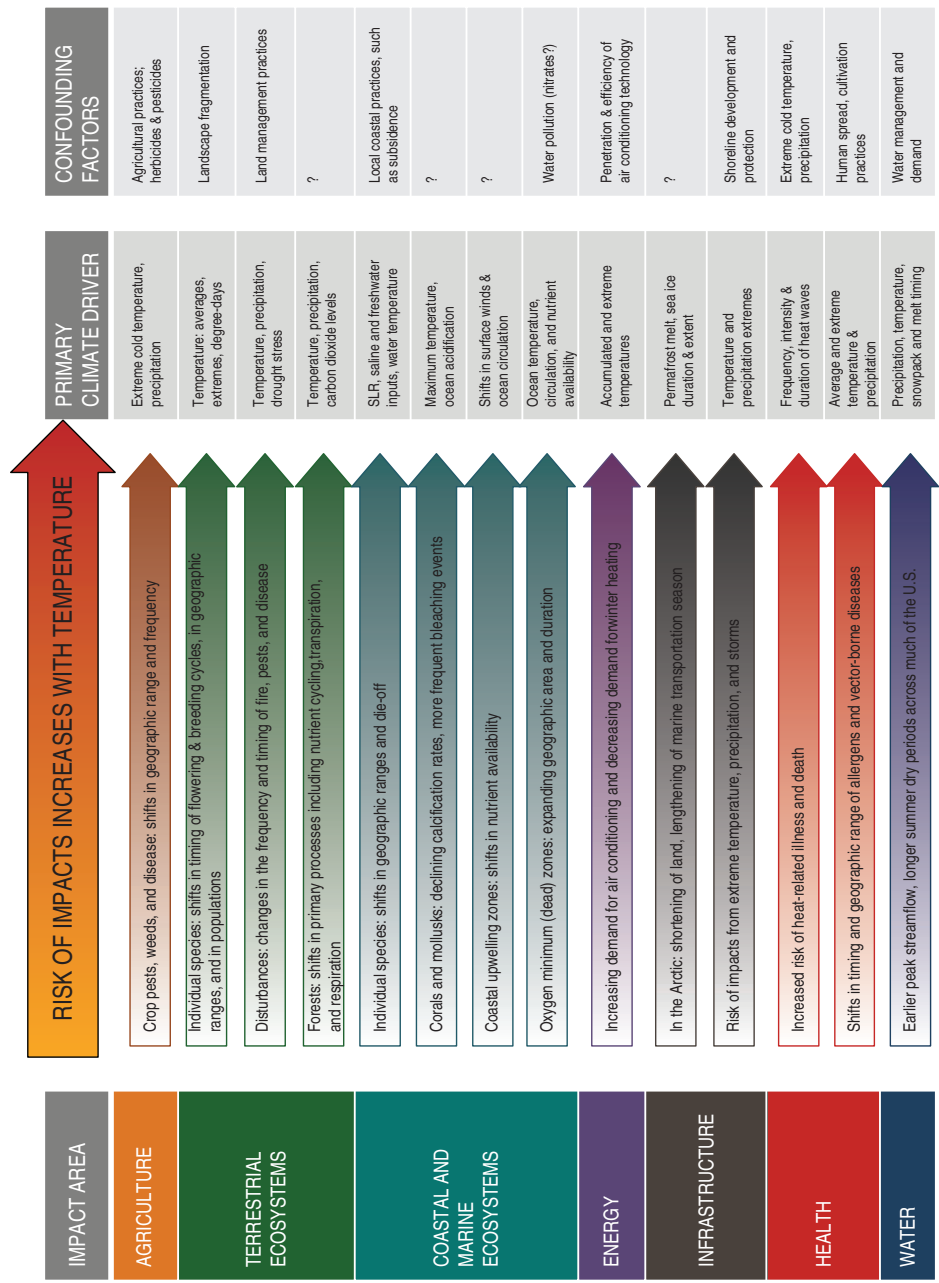 IMPACT AREA
RISK OF IMPACTS INCREASES WITH TEMPERATURE
PRIMARY
CLIMATE DRIVER
CONFOUNDING
FACTORS
AGRICULTURE
Crop pests, weeds, and disease: shifts in geographic range and frequency
Extreme cold temperature,
precipitation
Agricultural practices;
herbicides & pesticides
TERRESTRIAL
ECOSYSTEMS
Individual species: shifts in timing of flowering & breeding cycles, in geographic
ranges, and in populations
Temperature: averages,
extremes, degree-days
Landscape fragmentation
Disturbances: changes in the frequency and timing of fire, pests, and disease
Temperature, precipitation,
drought stress
Land management practices
Forests: shifts in primary processes including nutrient cycling,transpiration,
and respiration
Temperature, precipitation,
carbon dioxide levels
?
COASTAL AND
MARINE
ECOSYSTEMS
Individual species: shifts in geographic ranges and die-off
SLR, saline and freshwater
inputs, water temperature
Local coastal practices, such
as subsidence
Corals and mollusks: declining calcification rates, more frequent bleaching events
Maximum temperature,
ocean acidification
?
Coastal upwelling zones: shifts in nutrient availability
Shifts in surface winds &
ocean circulation
?
Oxygen minimum (dead) zones: expanding geographic area and duration
Ocean temperature,
circulation, and nutrient
availability
Water pollution (nitrates?)
ENERGY
Increasing demand for air conditioning and decreasing demand forwinter heating
Accumulated and extreme
temperatures
Penetration & efficiency of
air conditioning technology
INFRASTRUCTURE
In the Arctic: shortening of land, lengthening of marine transportation season
Permafrost melt, sea ice
duration & extent
?
Risk of impacts from extreme temperature, precipitation, and storms
Temperature and
precipitation extremes
Shoreline development and
protection
HEALTH
Increased risk of heat-related illness and death
Frequency, intensity &
duration of heat waves
Extreme cold temperature,
precipitation
Shifts in timing and geographic range of allergens and vector-borne diseases
Average and extreme
temperature &
precipitation
Human spread, cultivation
practices
WATER
Earlier peak streamflow, longer summer dry periods across much of the U.S.
Precipitation, temperature,
snowpack and melt timing
Water management and
demand